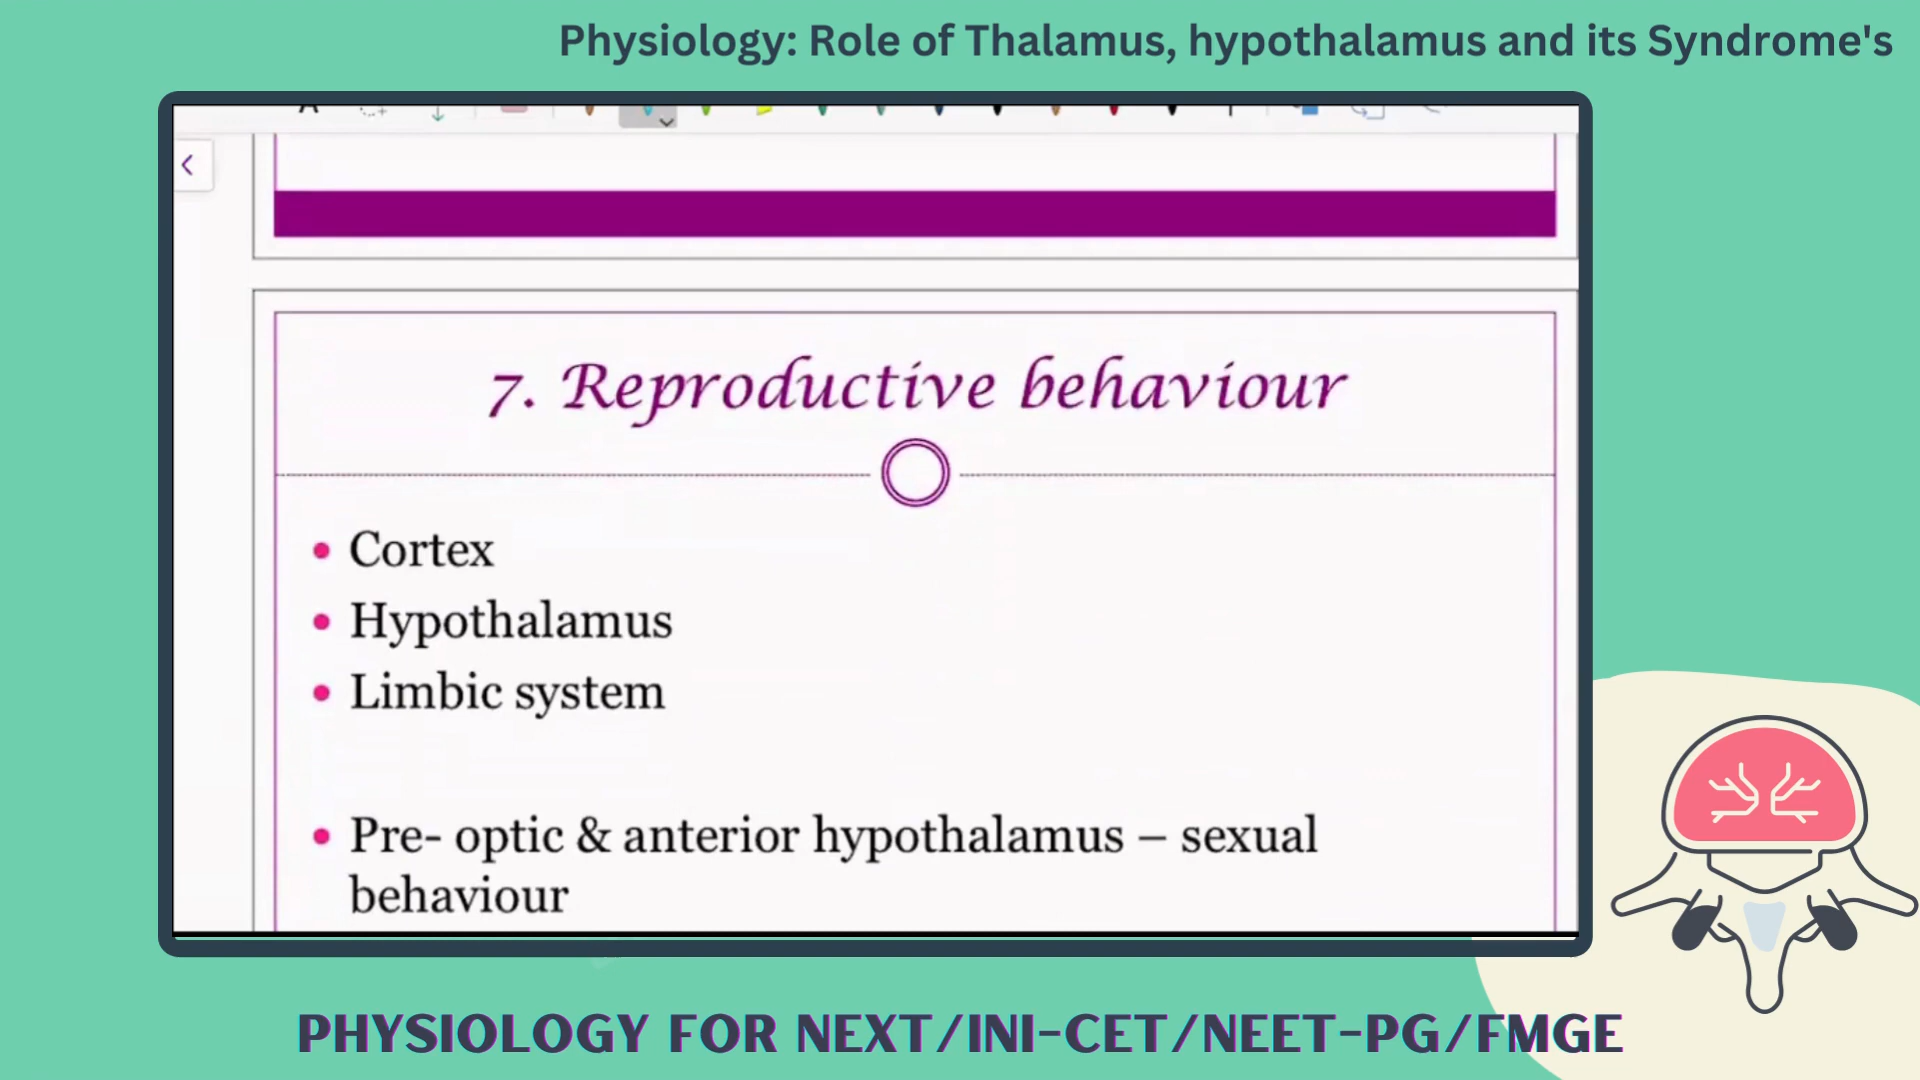 Physiology: Role of Thalamus, hypothalamus and its Syndrome's
7. Reproductive behaviour
• Cortex
• Hypothalamus
• Limbic system
• Pre- optic & anterior hypothalamus – sexual
behaviour
PHYSIOLOGY FOR NEXT/INI-CET/NEET-PG/FMGE